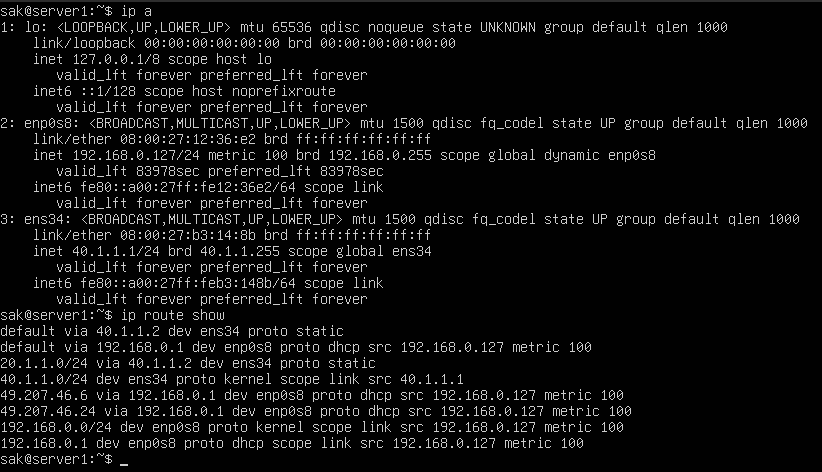 sak@server1:~$ ip a
1: lo: <LOOPBACK,UP,LOWER_UP> mtu 65536 qdisc noqueue state UNKNOWN group default qlen 1000
    link/loopback 00:00:00:00:00:00 brd 00:00:00:00:00:00
    inet 127.0.0.1/8 scope host lo
       valid_lft forever preferred_lft forever
    inet6 ::1/128 scope host noprefixroute
       valid_lft forever preferred_lft forever
2: enp0s8: <BROADCAST,MULTICAST,UP,LOWER_UP> mtu 1500 qdisc fq_codel state UP group default qlen 1000
    link/ether 08:00:27:12:36:e2 brd ff:ff:ff:ff:ff:ff
    inet 192.168.0.127/24 metric 100 brd 192.168.0.255 scope global dynamic enp0s8
       valid_lft 83978sec preferred_lft 83978sec
    inet6 fe80::a00:27ff:fe12:36e2/64 scope link
       valid_lft forever preferred_lft forever
3: ens34: <BROADCAST,MULTICAST,UP,LOWER_UP> mtu 1500 qdisc fq_codel state UP group default qlen 1000
    link/ether 08:00:27:b3:14:8b brd ff:ff:ff:ff:ff:ff
    inet 40.1.1.1/24 brd 40.1.1.255 scope global ens34
       valid_lft forever preferred_lft forever
    inet6 fe80::a00:27ff:feb3:148b/64 scope link
       valid_lft forever preferred_lft forever
sak@server1:~$ ip route show
default via 40.1.1.2 dev ens34 proto static
default via 192.168.0.1 dev enp0s8 proto dhcp src 192.168.0.127 metric 100
20.1.1.0/24 via 40.1.1.2 dev ens34 proto static
40.1.1.0/24 dev ens34 proto kernel scope link src 40.1.1.1
49.207.46.6 via 192.168.0.1 dev enp0s8 proto dhcp src 192.168.0.127 metric 100
49.207.46.24 via 192.168.0.1 dev enp0s8 proto dhcp src 192.168.0.127 metric 100
192.168.0.0/24 dev enp0s8 proto kernel scope link src 192.168.0.127 metric 100
192.168.0.1 dev enp0s8 proto dhcp scope link src 192.168.0.127 metric 100
sak@server1:~$ _